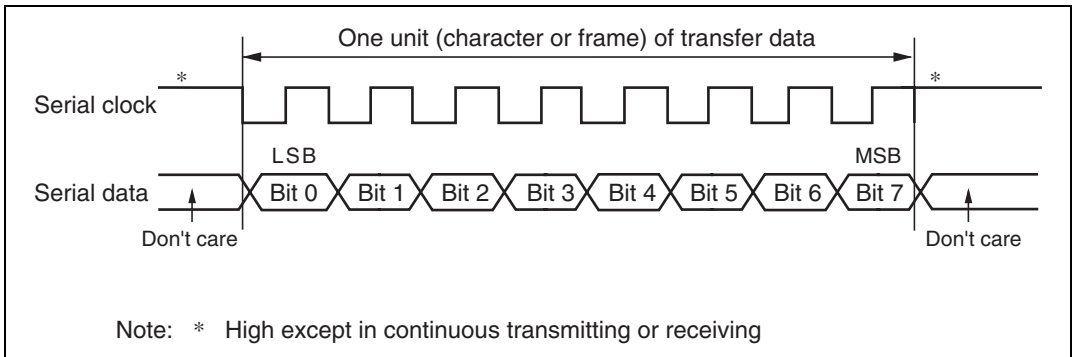 One unit (character or frame) of transfer data
* *
Serial clock
LSB MSB
Serial data Bit 0 Bit 1 Bit 2 Bit 3 Bit 4 Bit 5 Bit 6 Bit 7
Don't care Don't care
Note: * High except in continuous transmitting or receiving